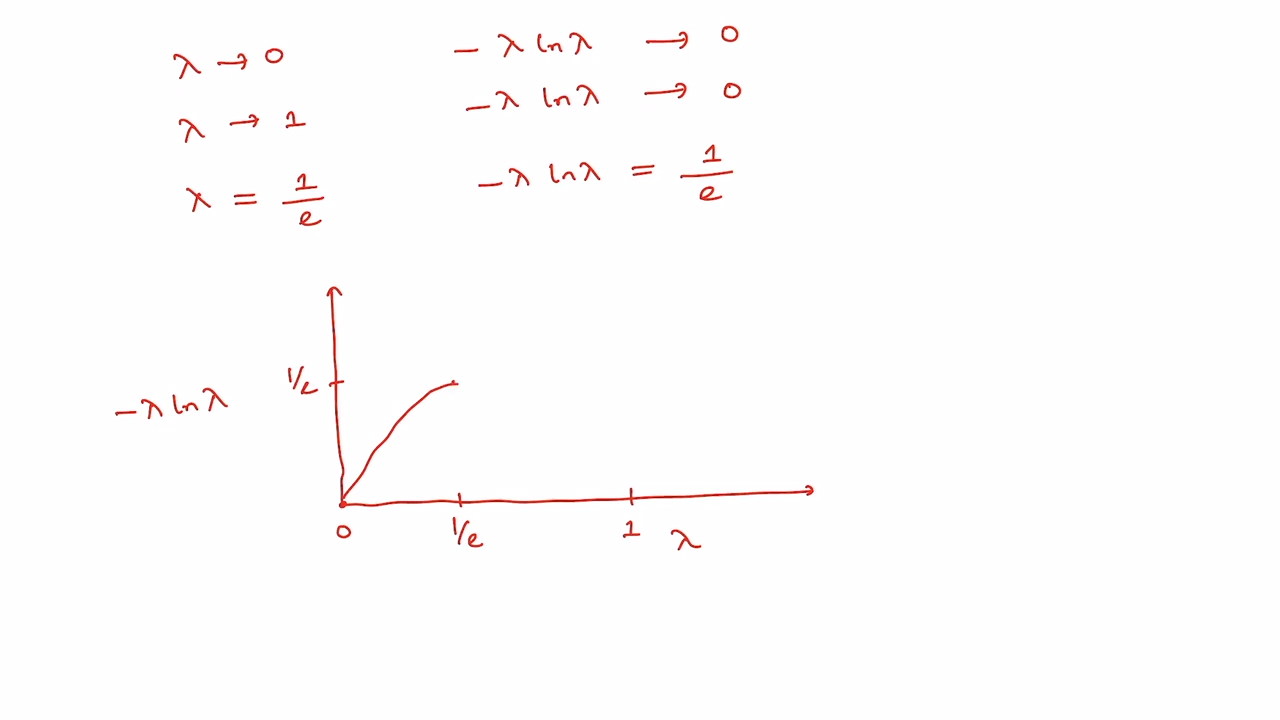 λ → 0    - λ ln λ → 0
λ → 1    - λ ln λ → 0
λ = 1/e    - λ ln λ = 1/e
1/e
- λ ln λ
0    1/e    1    λ